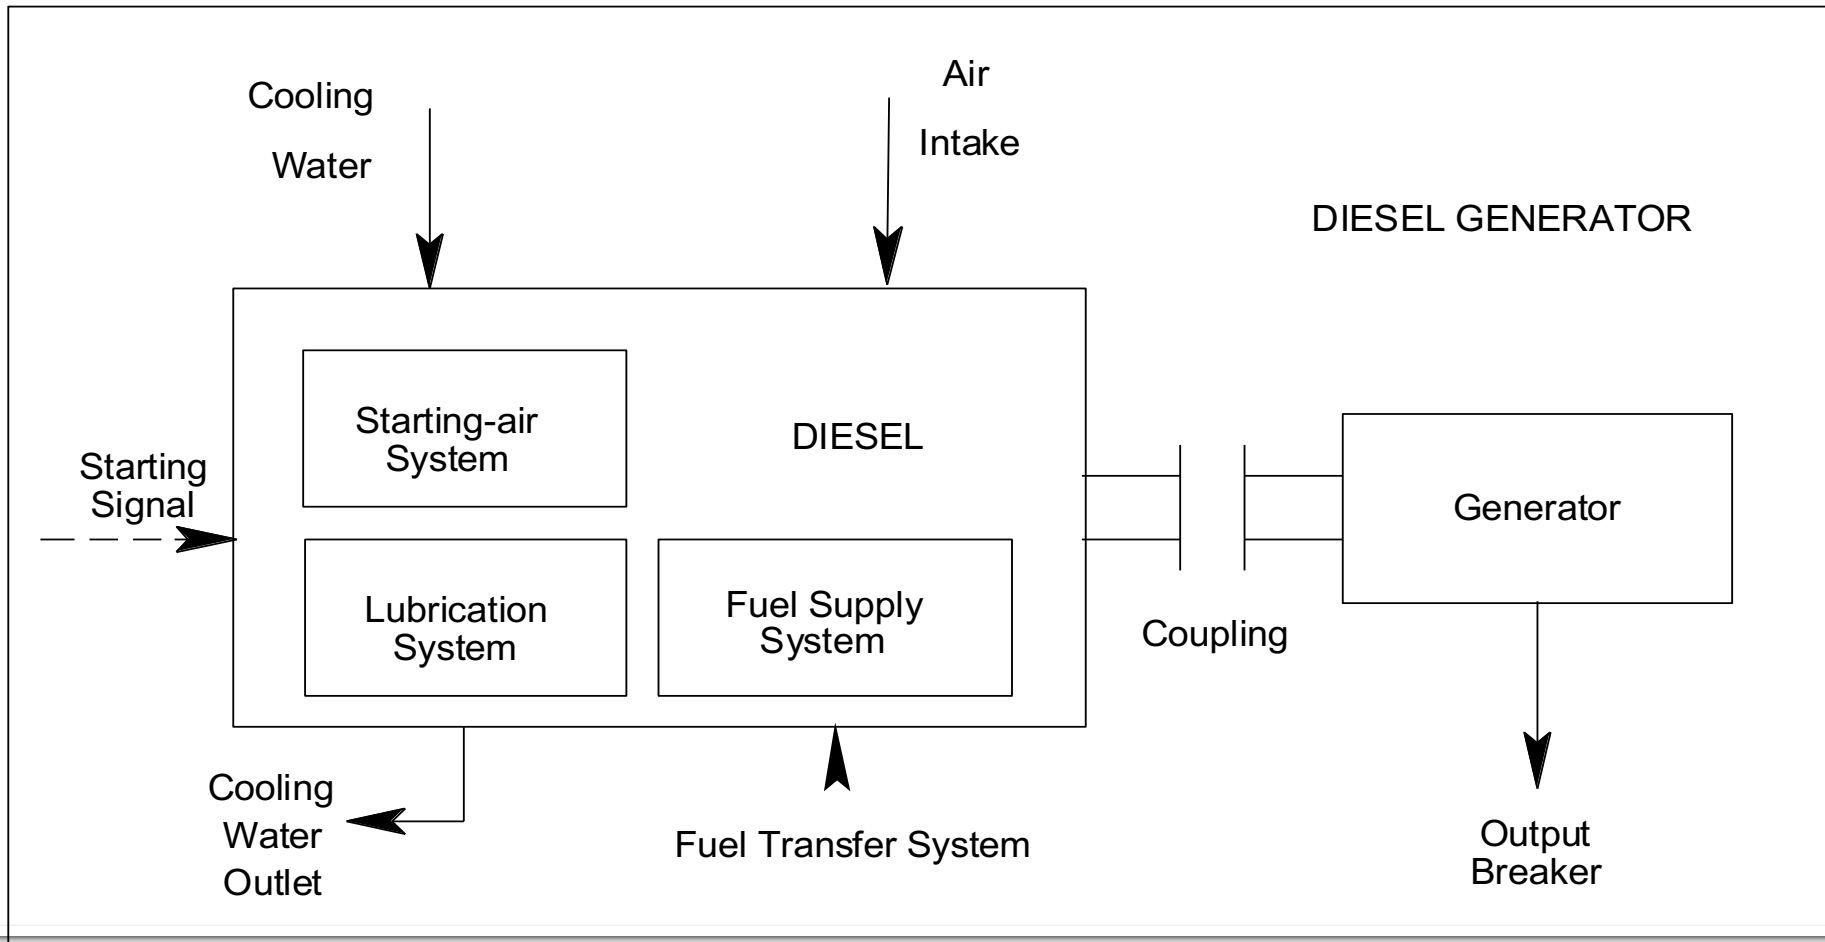 Cooling
Water
Air
Intake
DIESEL GENERATOR
Starting-air
System
DIESEL
Starting
Signal
Generator
Lubrication
System
Fuel Supply
System
Coupling
Cooling
Water
Outlet
Fuel Transfer System
Output
Breaker